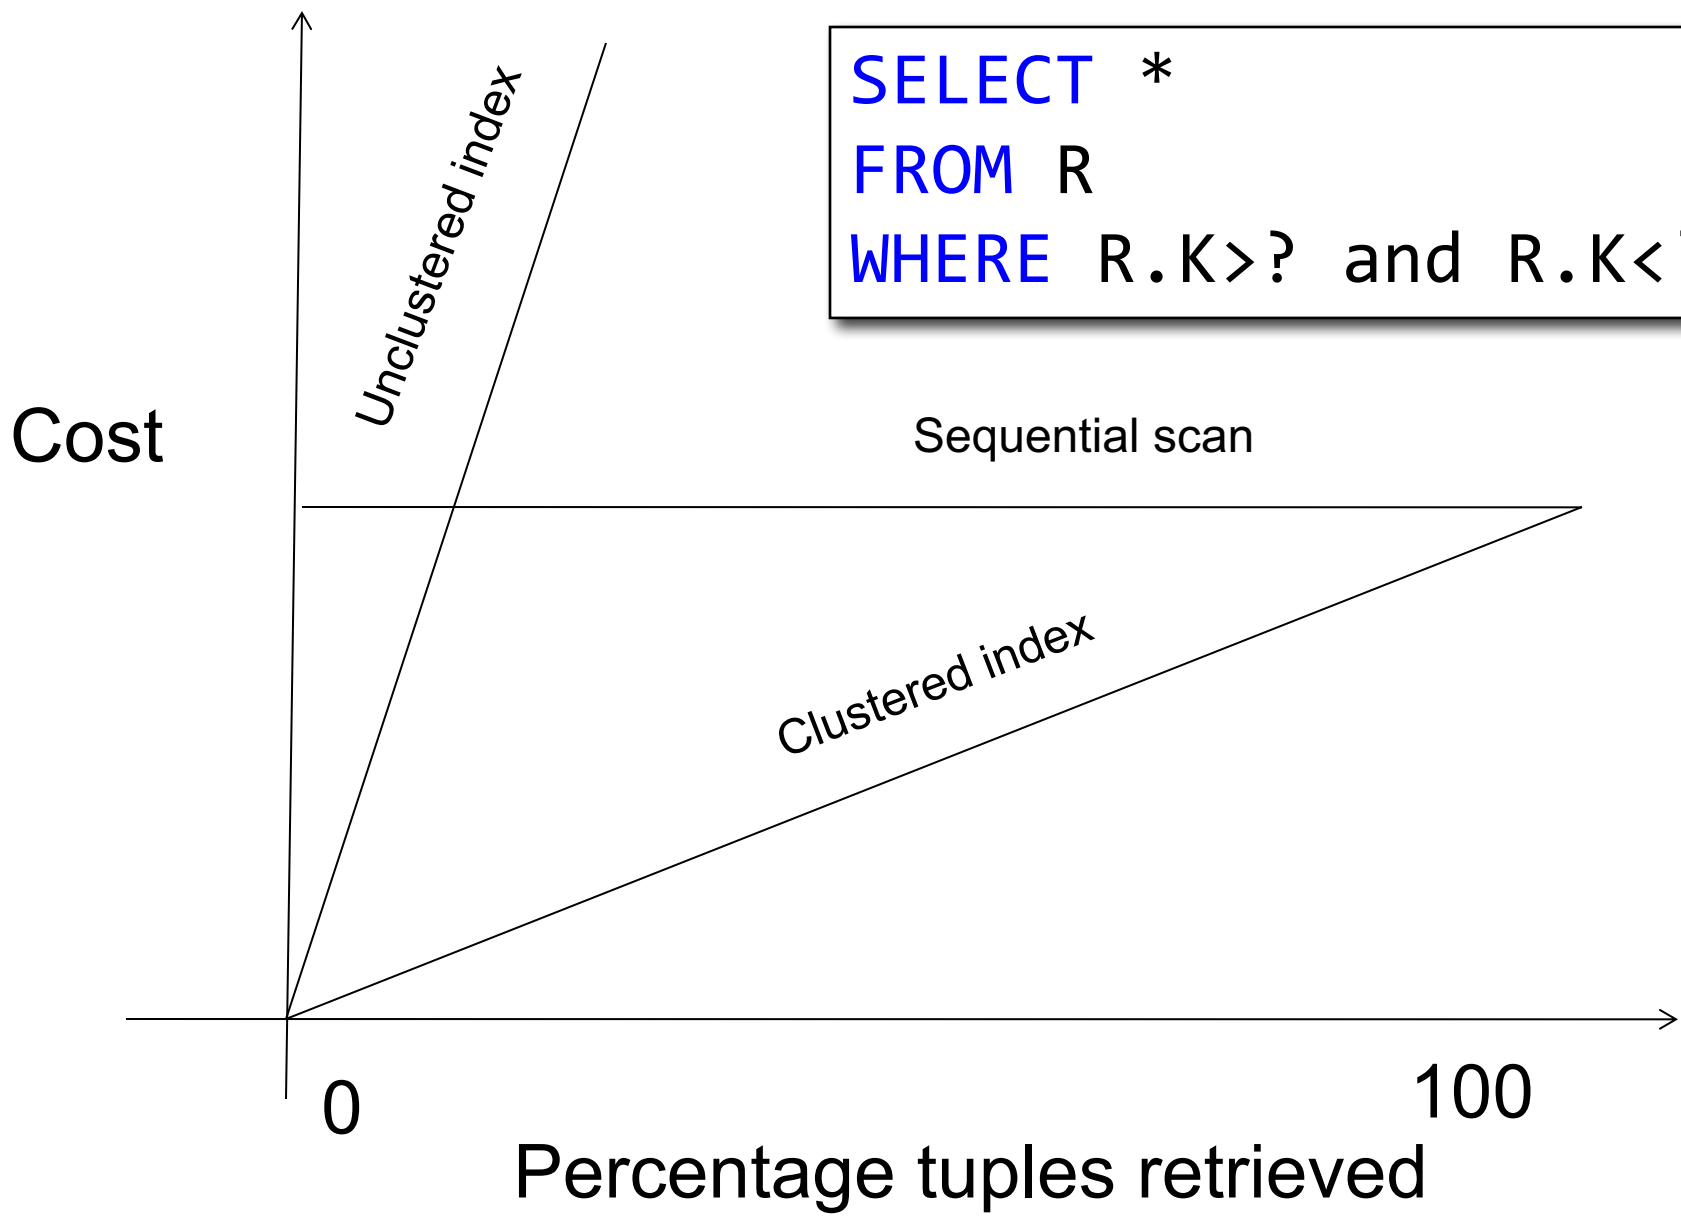 SELECT *
FROM R
WHERE R.K>? and R.K<
Unclustered index
Cost
Sequential scan
Clustered index
0
100
Percentage tuples retrieved